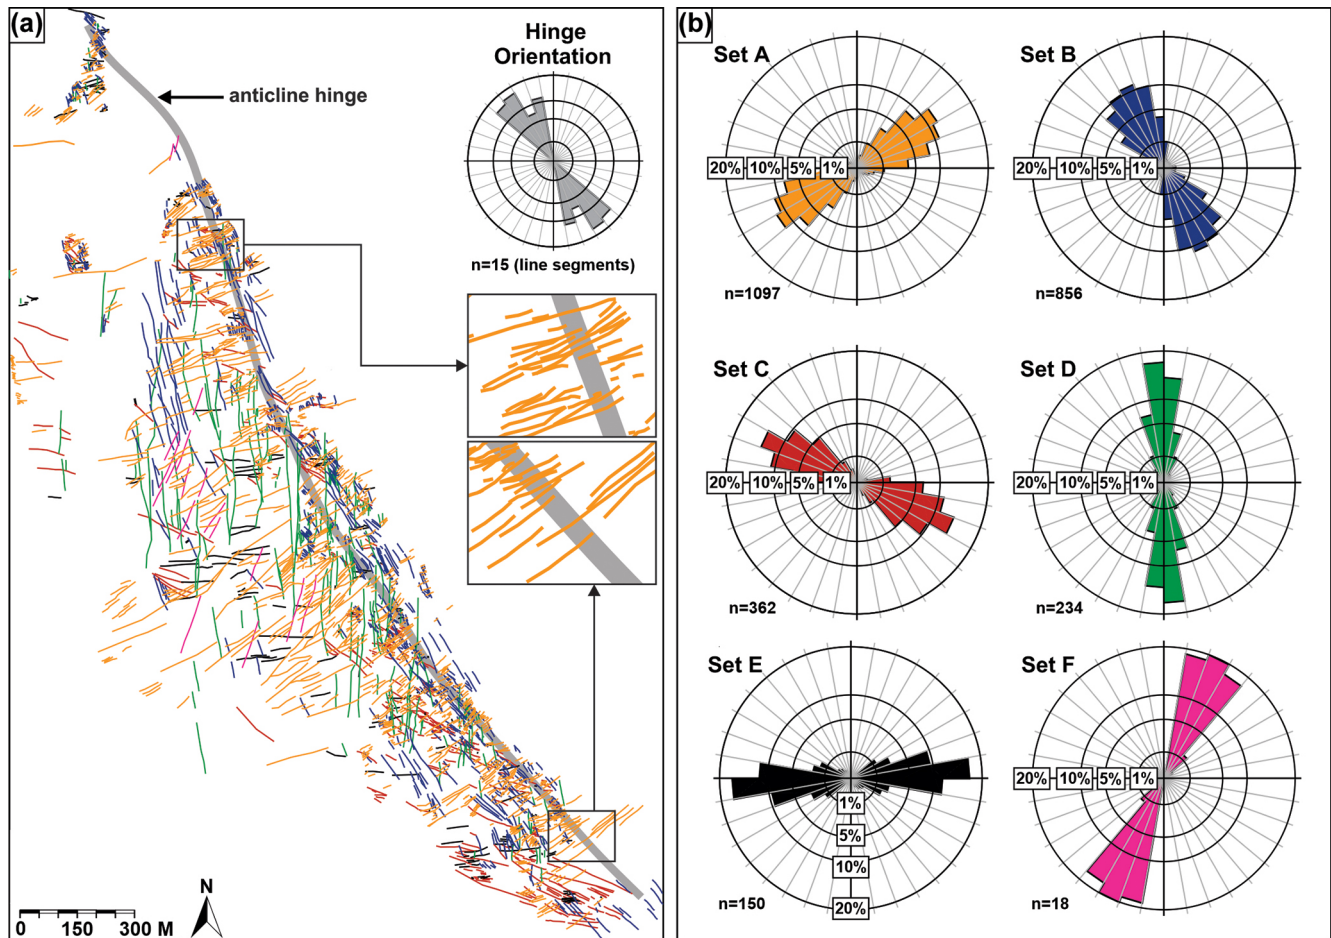 (a)
Hinge
Orientation
anticline hinge
n=15 (line segments)
N
0 150 300 M
(b)
Set A
20% 10% 5% 1%
n=1097
Set B
20% 10% 5% 1%
n=856
Set C
20% 10% 5% 1%
n=362
Set D
20% 10% 5% 1%
n=234
Set E
1%
5%
10%
20%
n=150
Set F
20% 10% 5% 1%
n=18